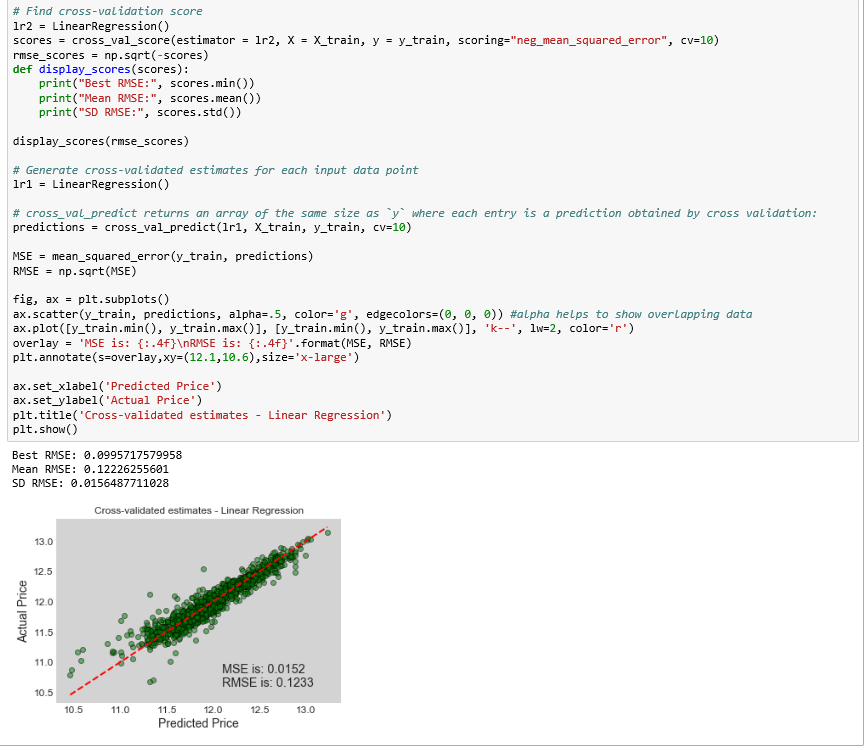 # Find cross-validation score
lr2 = LinearRegression()
scores = cross_val_score(estimator = lr2, X = X_train, y = y_train, scoring="neg_mean_squared_error", cv=10)
rmse_scores = np.sqrt(-scores)
def display_scores(scores):
    print("Best RMSE:", scores.min())
    print("Mean RMSE:", scores.mean())
    print("SD RMSE:", scores.std())
display_scores(rmse_scores)
# Generate cross-validated estimates for each input data point
lr1 = LinearRegression()
# cross_val_predict returns an array of the same size as `y` where each entry is a prediction obtained by cross validation:
predictions = cross_val_predict(lr1, X_train, y_train, cv=10)
MSE = mean_squared_error(y_train, predictions)
RMSE = np.sqrt(MSE)
fig, ax = plt.subplots()
ax.scatter(y_train, predictions, alpha=.5, color='g', edgecolors=(0, 0, 0)) #alpha helps to show overlapping data
ax.plot([y_train.min(), y_train.max()], [y_train.min(), y_train.max()], 'k--', lw=2, color='r')
overlay = 'MSE is: {:.4f}\nRMSE is: {:.4f}'.format(MSE, RMSE)
plt.annotate(s=overlay,xy=(12.1,10.6),size='x-large')
ax.set_xlabel('Predicted Price')
ax.set_ylabel('Actual Price')
plt.title('Cross-validated estimates - Linear Regression')
plt.show()
Best RMSE: 0.0995717579958
Mean RMSE: 0.12226255601
SD RMSE: 0.0156487711028
Cross-validated estimates - Linear Regression
Actual Price
13.0
12.5
12.0
11.5
11.0
10.5
MSE is: 0.0152
RMSE is: 0.1233
10.5 11.0 11.5 12.0 12.5 13.0
Predicted Price